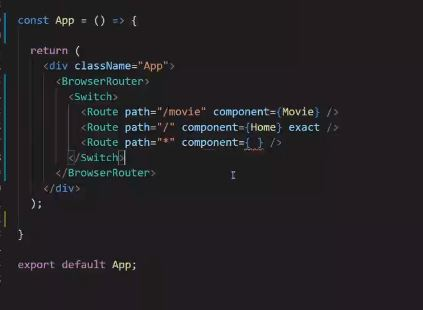 const App = () => {
return (
<div className="App">
<BrowserRouter>
<Switch>
<Route path="/movie" component={Movie} />
<Route path="/" component={Home} exact />
<Route path="*" component={ } />
</Switch>
</BrowserRouter>
</div>
);
}
export default App;